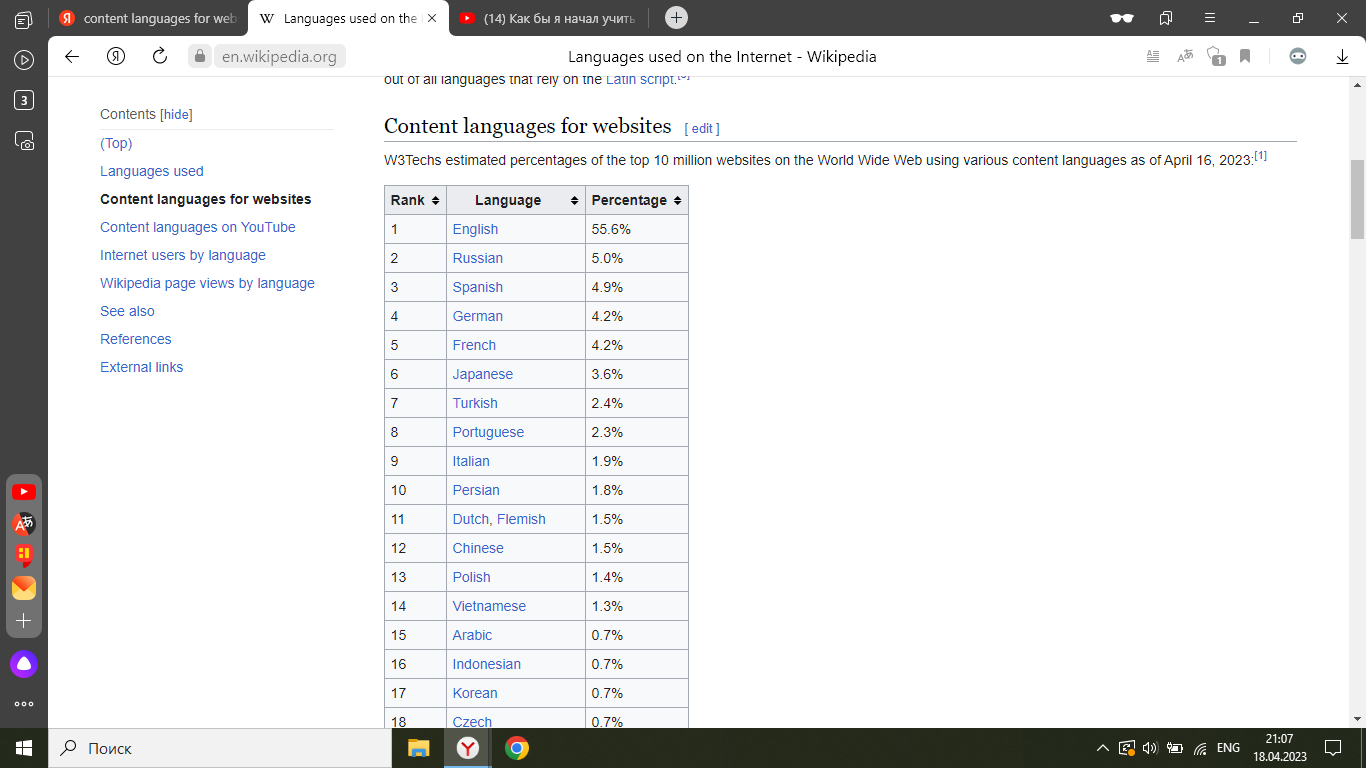 content languages for web
Languages used on the
(14) Как бы я начал учить
en.wikipedia.org
Languages used on the Internet - Wikipedia
1
3
out of all languages that rely on the Latin script.
Contents [hide]
(Top)
Languages used
Content languages for websites
Content languages on YouTube
Internet users by language
Wikipedia page views by language
See also
References
External links
Content languages for websites [ edit ]
W3Techs estimated percentages of the top 10 million websites on the World Wide Web using various content languages as of April 16, 2023:[1]
Rank Language Percentage
1 English 55.6%
2 Russian 5.0%
3 Spanish 4.9%
4 German 4.2%
5 French 4.2%
6 Japanese 3.6%
7 Turkish 2.4%
8 Portuguese 2.3%
9 Italian 1.9%
10 Persian 1.8%
11 Dutch, Flemish 1.5%
12 Chinese 1.5%
13 Polish 1.4%
14 Vietnamese 1.3%
15 Arabic 0.7%
16 Indonesian 0.7%
17 Korean 0.7%
18 Czech 0.7%
Поиск
ENG
21:07
18.04.2023